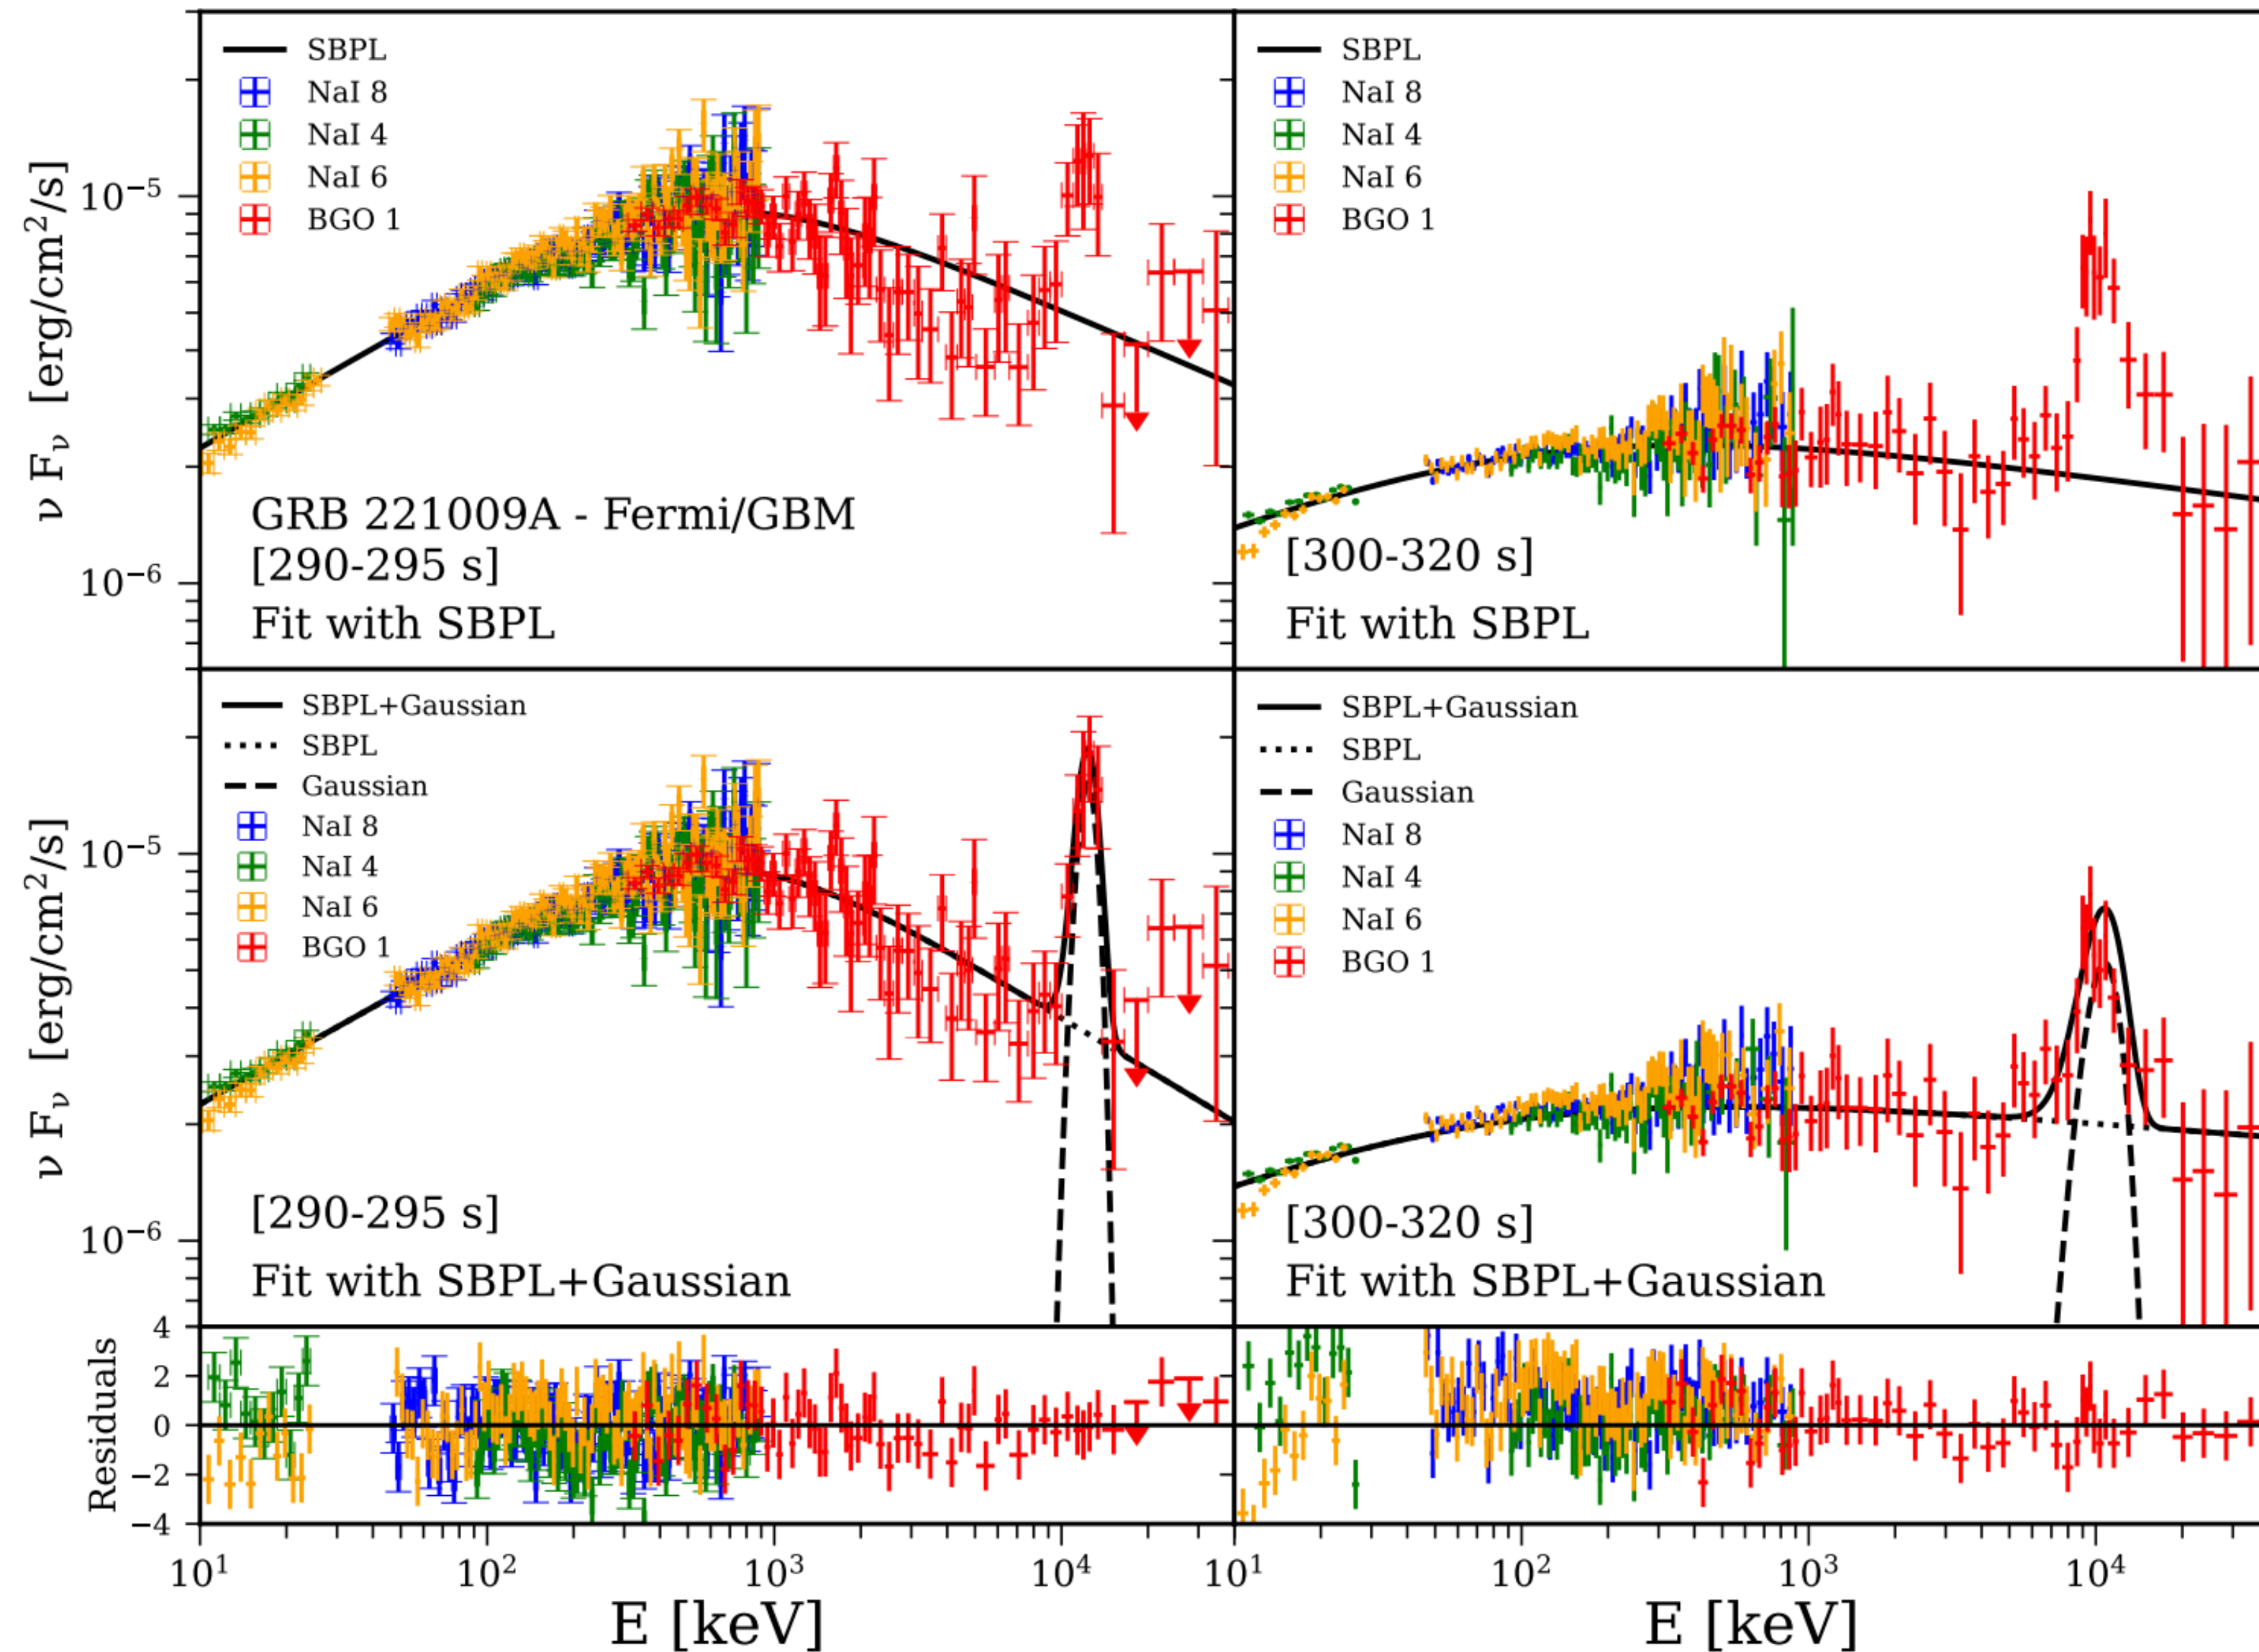 SBPL
NaI 8
NaI 4
NaI 6
BGO 1
ν Fν [erg/cm²/s]
10⁻⁵
10⁻⁶
GRB 221009A - Fermi/GBM
[290-295 s]
Fit with SBPL
SBPL
NaI 8
NaI 4
NaI 6
BGO 1
[300-320 s]
Fit with SBPL
SBPL+Gaussian
SBPL
Gaussian
NaI 8
NaI 4
NaI 6
BGO 1
ν Fν [erg/cm²/s]
10⁻⁵
10⁻⁶
[290-295 s]
Fit with SBPL+Gaussian
SBPL+Gaussian
SBPL
Gaussian
NaI 8
NaI 4
NaI 6
BGO 1
[300-320 s]
Fit with SBPL+Gaussian
Residuals
4
2
0
−2
−4
10¹ 10² 10³ 10⁴ 10¹ 10² 10³ 10⁴
E [keV] E [keV]